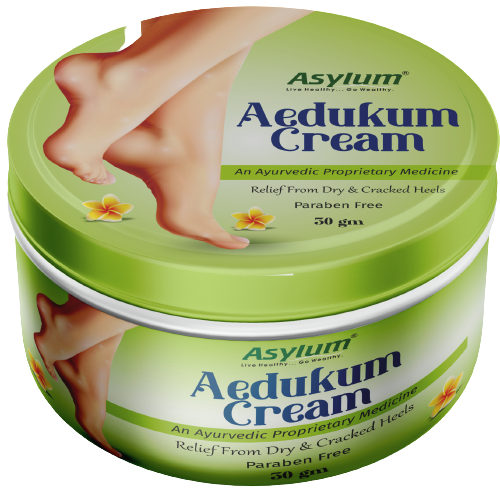 Asylum®
Live Healthy... Go Wealthy.
Aedukum
Cream
An Ayurvedic Proprietary Medicine
Relief From Dry & Cracked Heels
Paraben Free
30 gm
Asylum®
Live Healthy... Go Wealthy.
Aedukum
Cream
An Ayurvedic Proprietary Medicine
Relief From Dry & Cracked Heels
Paraben Free
30 gm